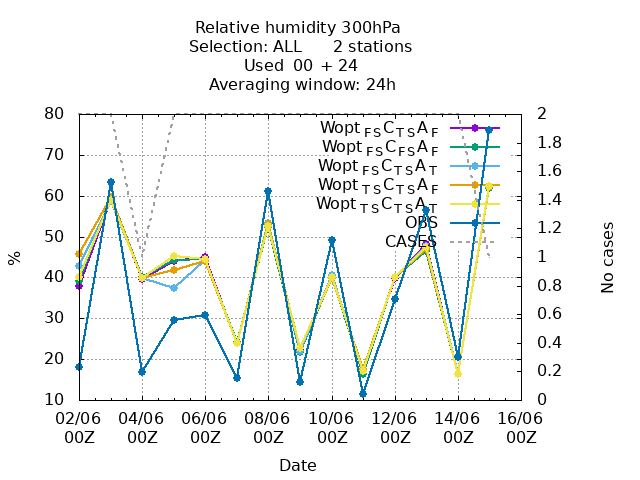 Relative humidity 300hPa
Selection: ALL 2 stations
Used 00 + 24
Averaging window: 24h
80 2
70 1.8
60 1.6
50 1.4
40 1.2
30 1
20 0.8
10 0.6
0.4
0.2
0
Wopt FSCTSAF
Wopt FSCFSAF
Wopt FSCTSAT
Wopt TSCTSAF
Wopt TSCTSAT
OBS
CASES
%
No cases
02/06 04/06 06/06 08/06 10/06 12/06 14/06 16/06
00Z 00Z 00Z 00Z 00Z 00Z 00Z 00Z
Date